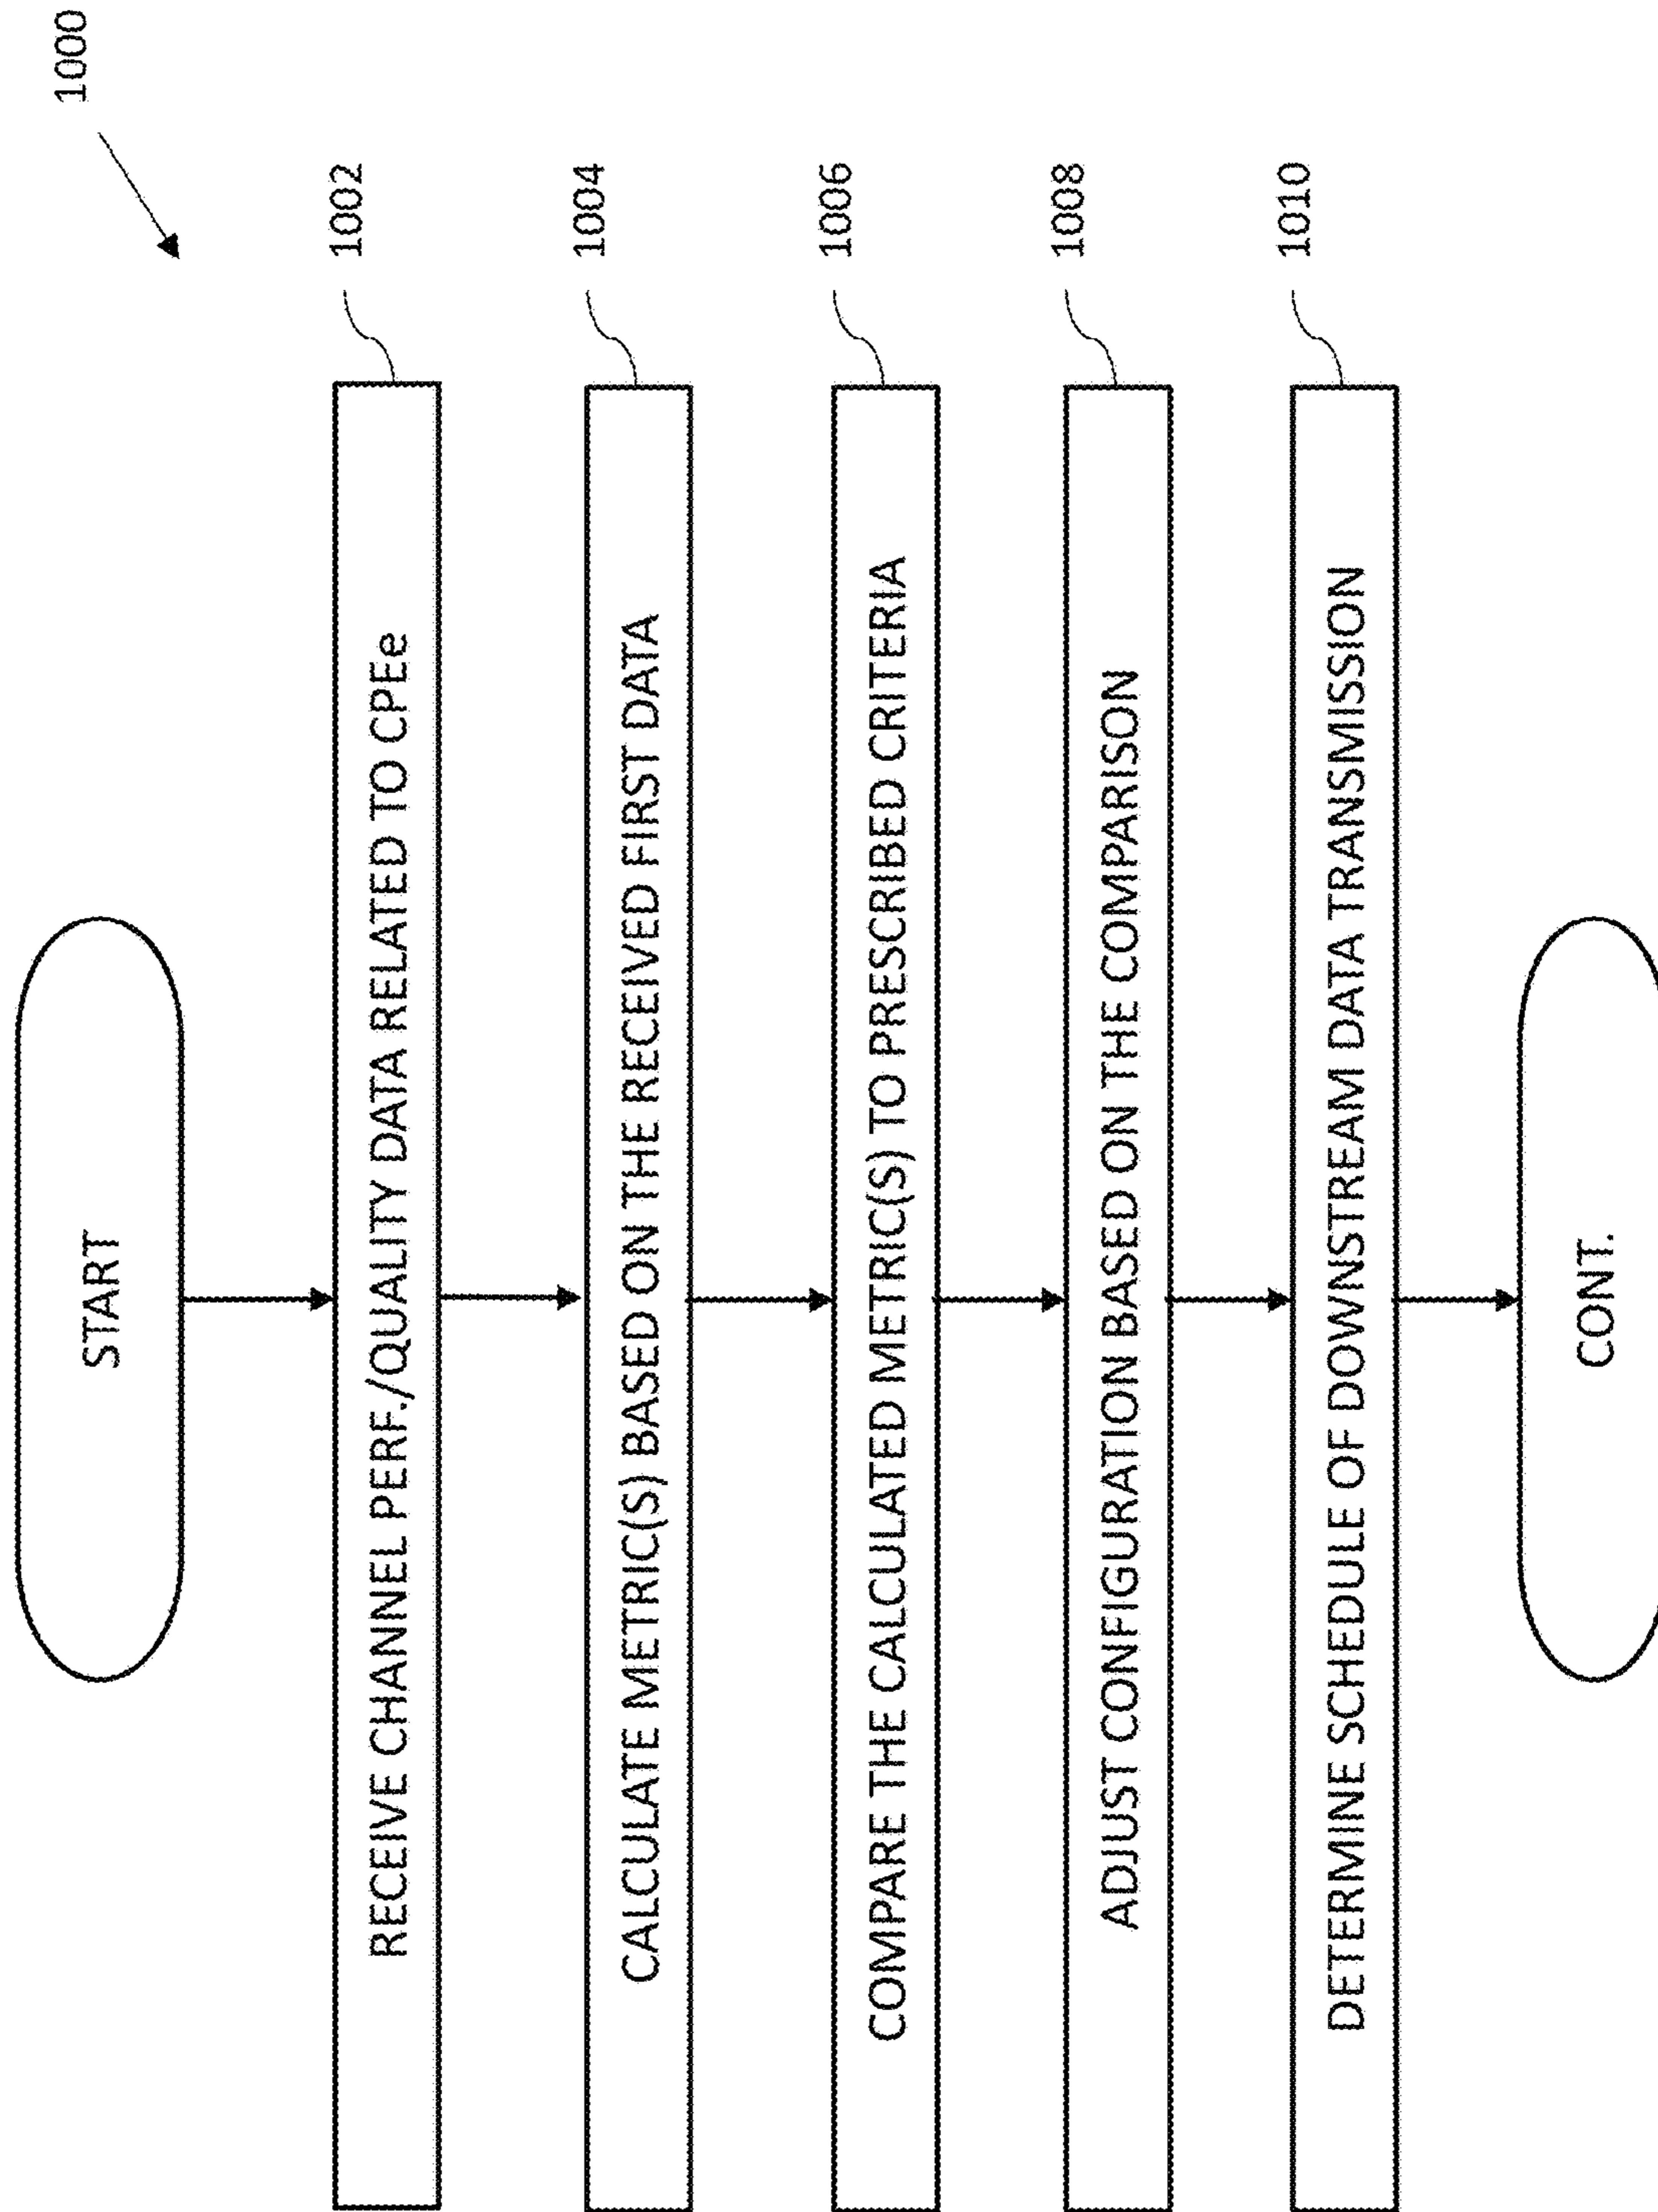 1000
START
RECEIVE CHANNEL PERF./QUALITY DATA RELATED TO CPEe
1002
CALCULATE METRIC(S) BASED ON THE RECEIVED FIRST DATA
1004
COMPARE THE CALCULATED METRIC(S) TO PRESCRIBED CRITERIA
1006
ADJUST CONFIGURATION BASED ON THE COMPARISON
1008
DETERMINE SCHEDULE OF DOWNSTREAM DATA TRANSMISSION
1010
CONT.